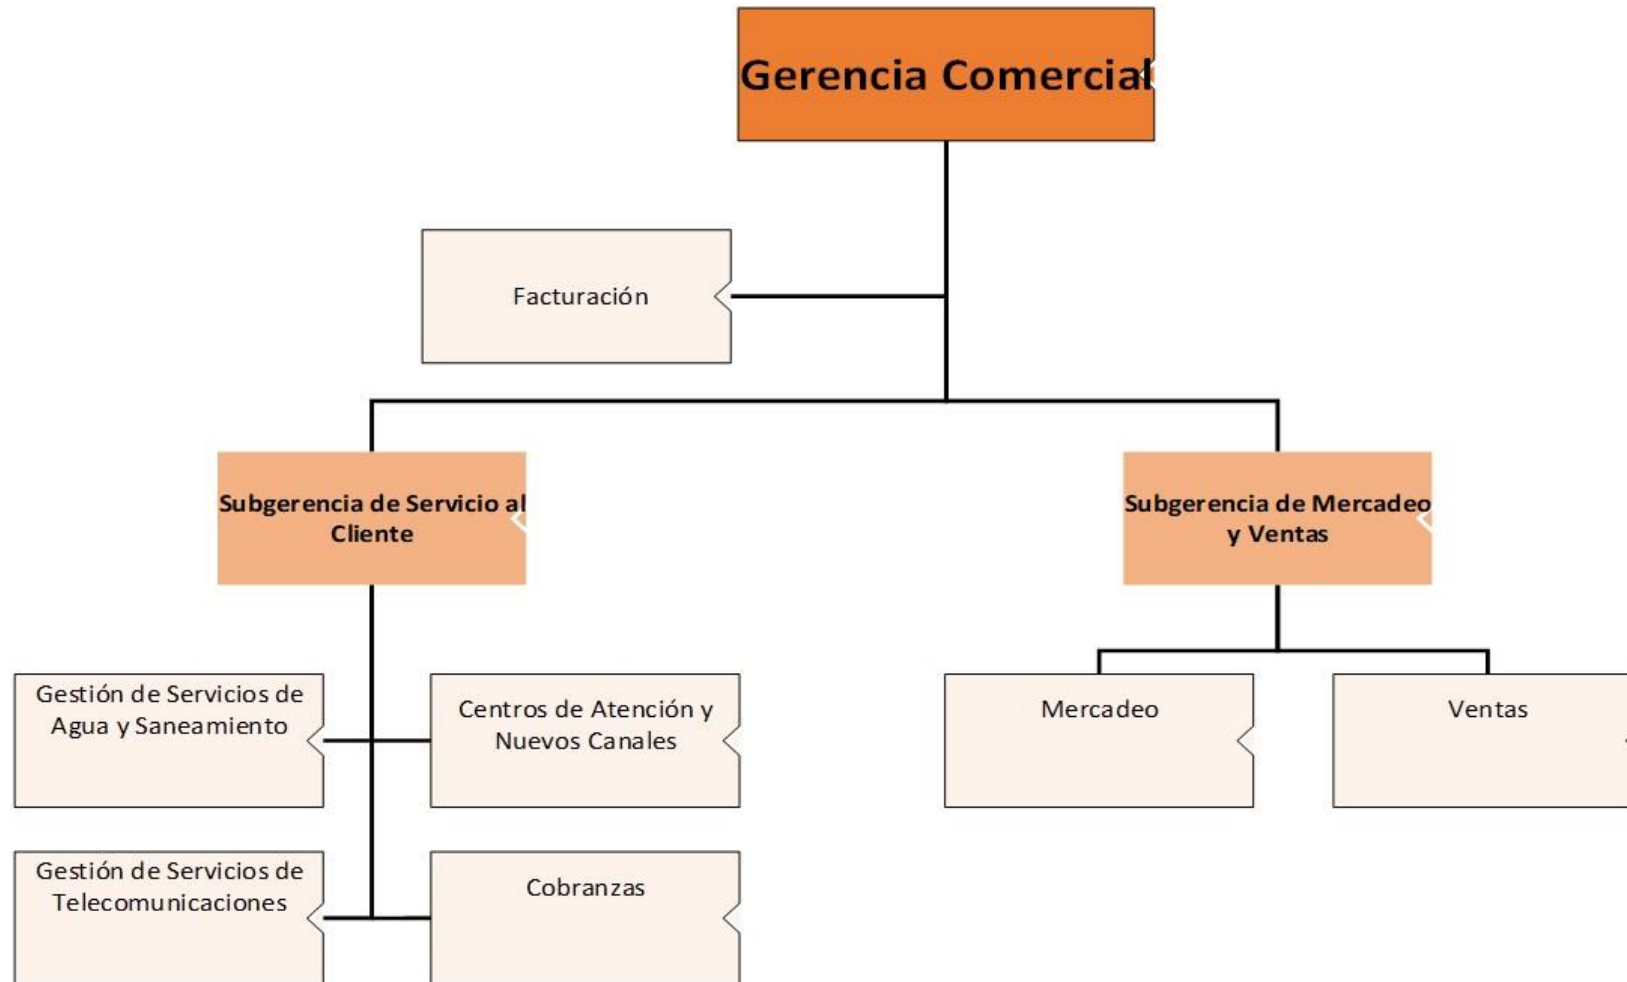 Gerencia Comercial
Facturación
Subgerencia de Servicio al
Cliente
Subgerencia de Mercadeo
y Ventas
Gestión de Servicios de
Agua y Saneamiento
Centros de Atención y
Nuevos Canales
Mercadeo
Ventas
Gestión de Servicios de
Telecomunicaciones
Cobranzas